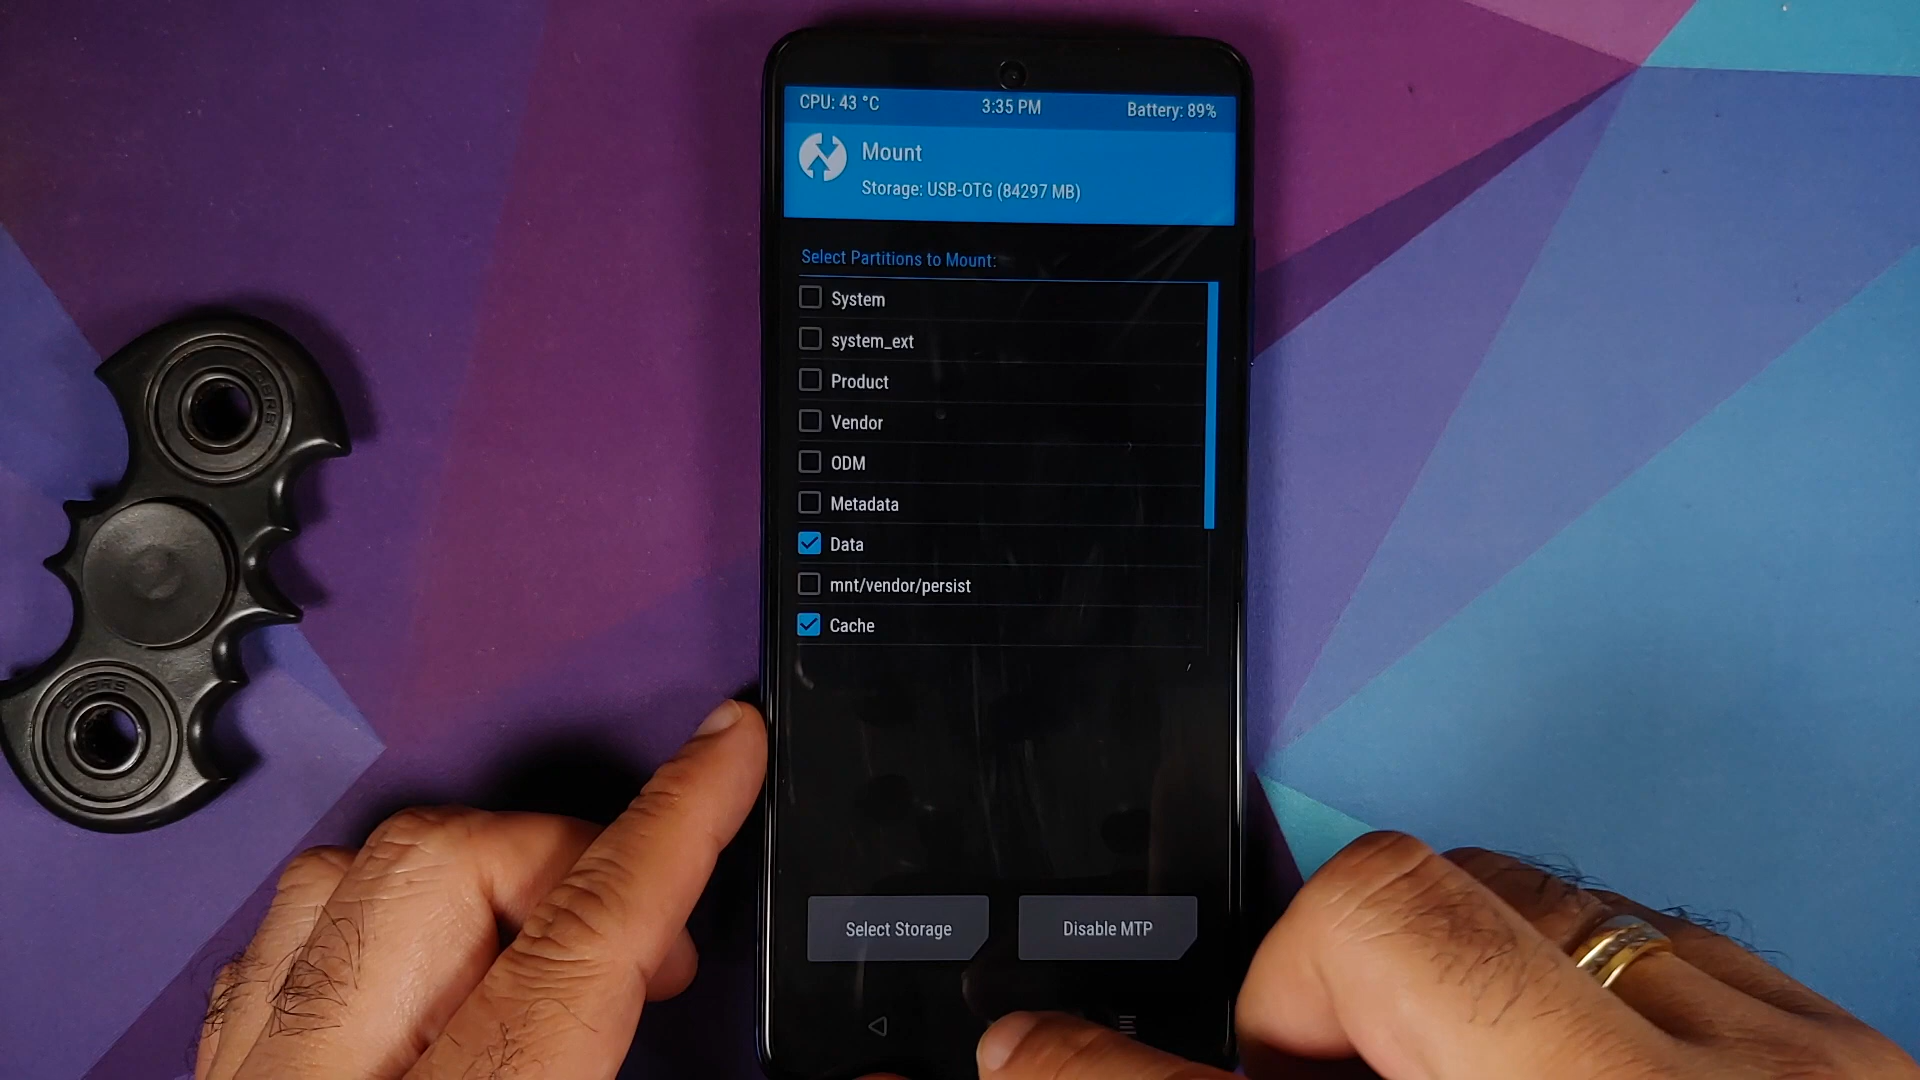 CPU: 43 °C
3:35 PM
Battery: 89%
Mount
Storage: USB-OTG (84297 MB)
Select Partitions to Mount:
System
system_ext
Product
Vendor
ODM
Metadata
Data
mnt/vendor/persist
Cache
Select Storage
Disable MTP